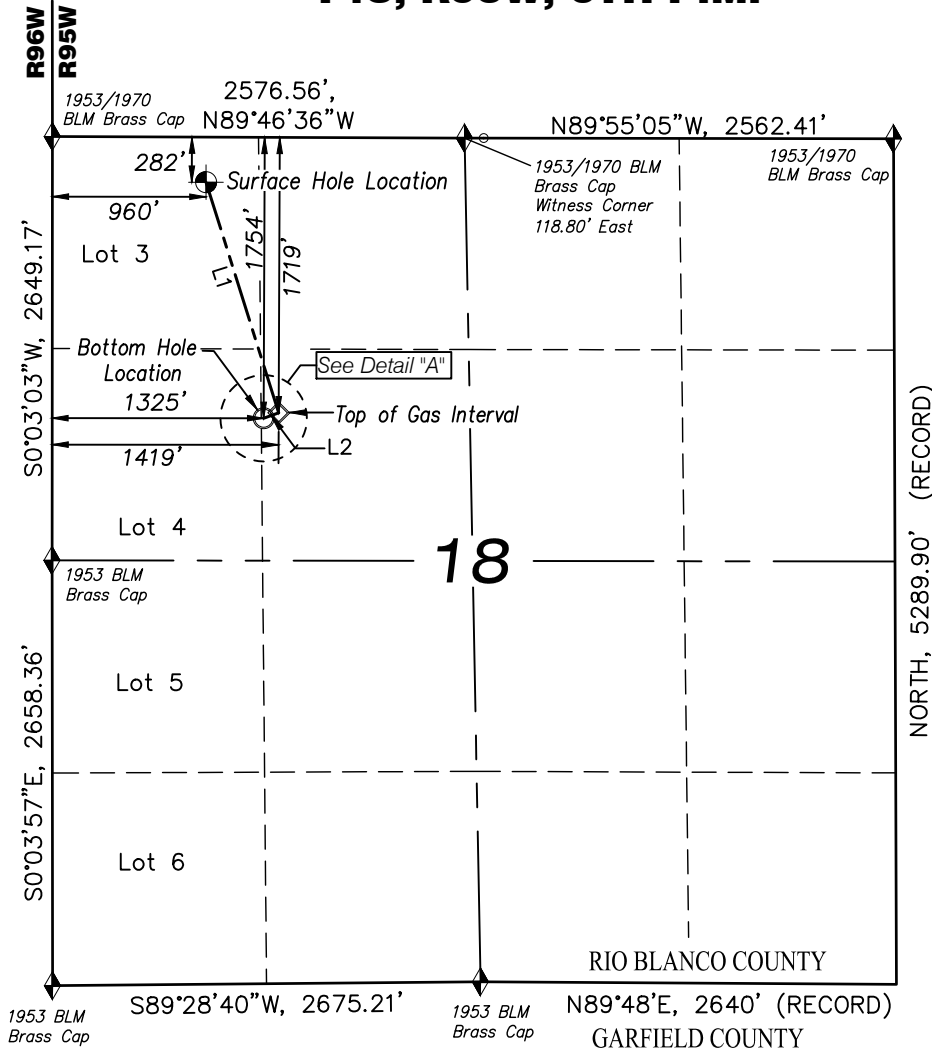 R96W
R95W
1953/1970
BLM Brass Cap
2576.56',
N89°46'36"W
N89°55'05"W, 2562.41'
1953/1970
BLM Brass Cap
1953/1970 BLM
Brass Cap
Witness Corner
118.80' East
282'
Surface Hole Location
960'
Lot 3
L1
1754'
1719'
S0°03'03"W, 2649.17'
Bottom Hole
Location
See Detail "A"
1325'
Top of Gas Interval
L2
1419'
Lot 4
18
1953 BLM
Brass Cap
NORTH, 5289.90' (RECORD)
Lot 5
S0°03'57"E, 2658.36'
Lot 6
RIO BLANCO COUNTY
S89°28'40"W, 2675.21'
N89°48'E, 2640' (RECORD)
1953 BLM
Brass Cap
1953 BLM
Brass Cap
GARFIELD COUNTY